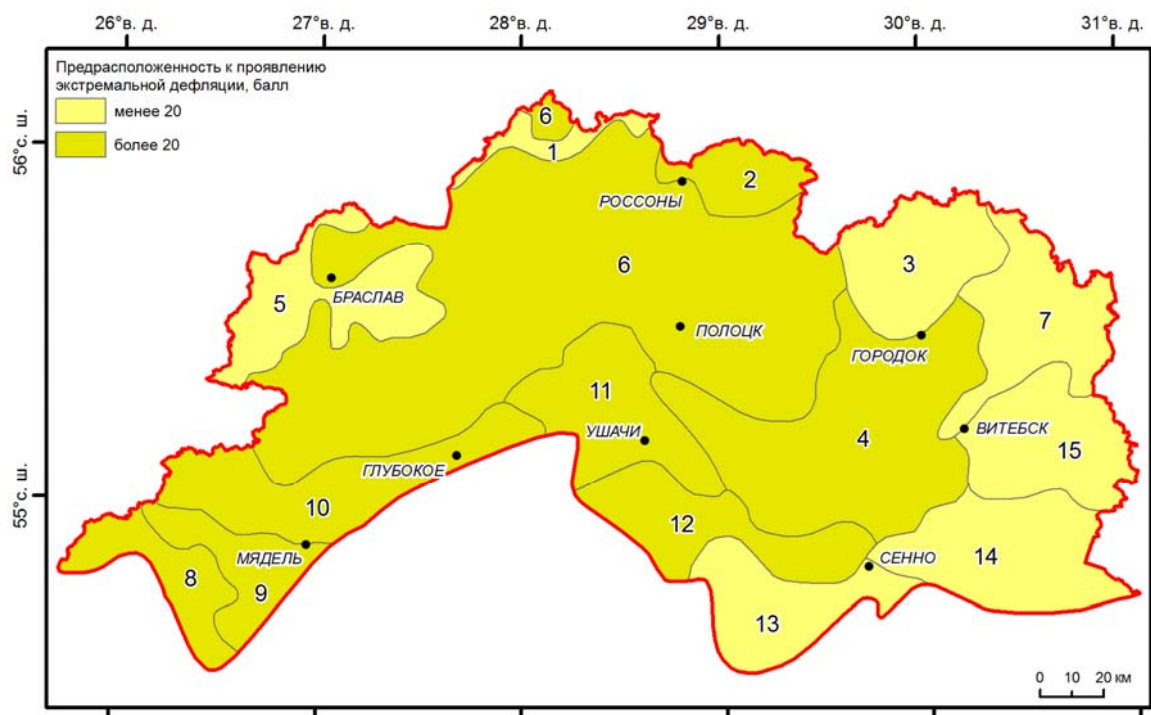 26°в. д. 27°в. д. 28°в. д. 29°в. д. 30°в. д. 31°в. д.
Предрасположенность к проявлению
экстремальной дефляции, балл
менее 20
более 20
56°с. ш.
55°с. ш.
6
1
2
РОССОНЫ
3
6
5
БРАСЛАВ
7
ПОЛОЦК
ГОРОДОК
11
УШАЧИ
4
ВИТЕБСК
15
ГЛУБОКОЕ
10
12
МЯДЕЛЬ
СЕННО
14
8
9
13
0 10 20 км